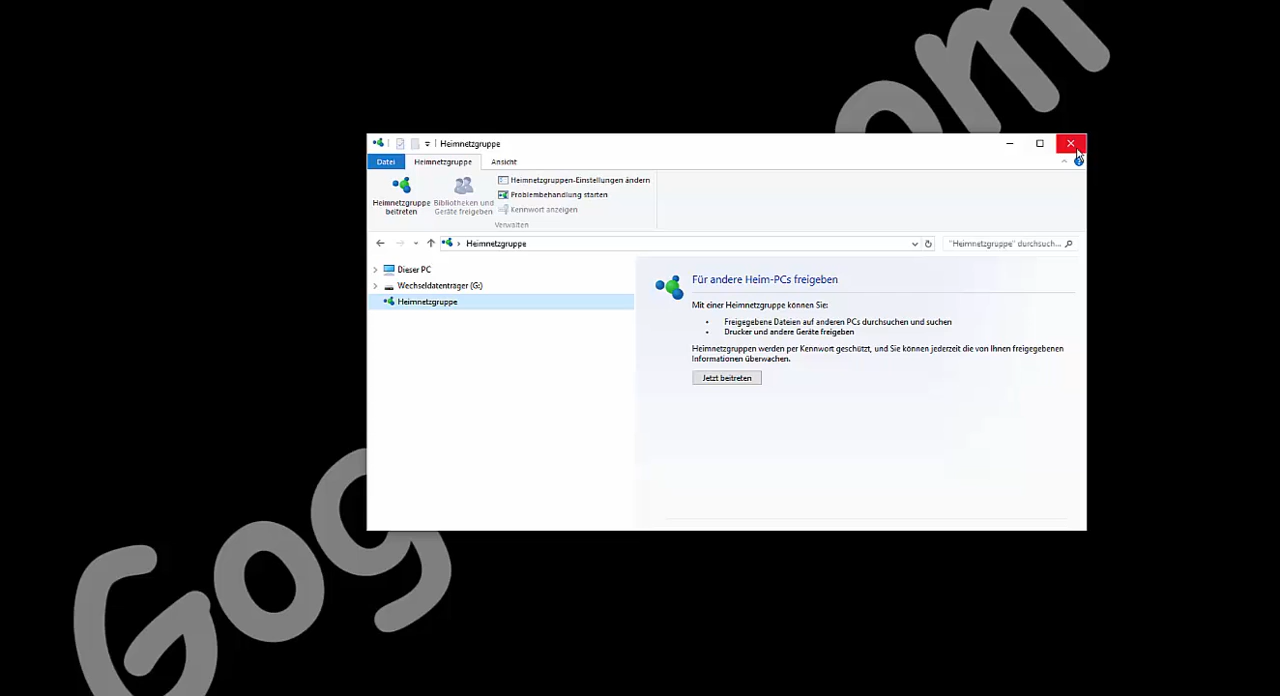 Heimnetzgruppe
Datei Heimnetzgruppe Ansicht
Heimnetzgruppe beitreten
Bibliotheken und Geräte freigeben
Heimnetzgruppen-Einstellungen ändern
Problembehandlung starten
Kennwort anzeigen
Verwalten
Heimnetzgruppe
"Heimnetzgruppe" durchsuch...
Dieser PC
Wechseldatenträger (G:)
Heimnetzgruppe
Für andere Heim-PCs freigeben
Mit einer Heimnetzgruppe können Sie:
• Freigegebene Dateien auf anderen PCs durchsuchen und suchen
• Drucker und andere Geräte freigeben
Heimnetzgruppen werden per Kennwort geschützt, und Sie können jederzeit die von Ihnen freigegebenen
Informationen überwachen.
Jetzt beitreten
Gog
om